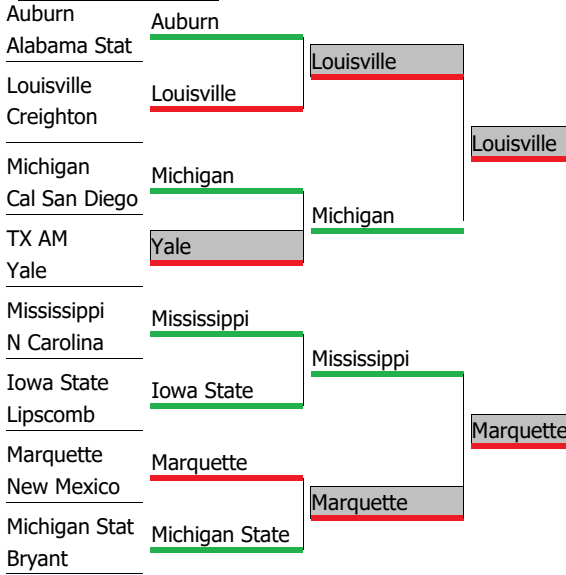 Auburn
Alabama Stat
Louisville
Creighton
Michigan
Cal San Diego
TX AM
Yale
Mississippi
N Carolina
Iowa State
Lipscomb
Marquette
New Mexico
Michigan Stat
Bryant
Auburn
Louisville
Michigan
Yale
Mississippi
Iowa State
Marquette
Michigan State
Louisville
Michigan
Mississippi
Marquette
Louisville
Marquette